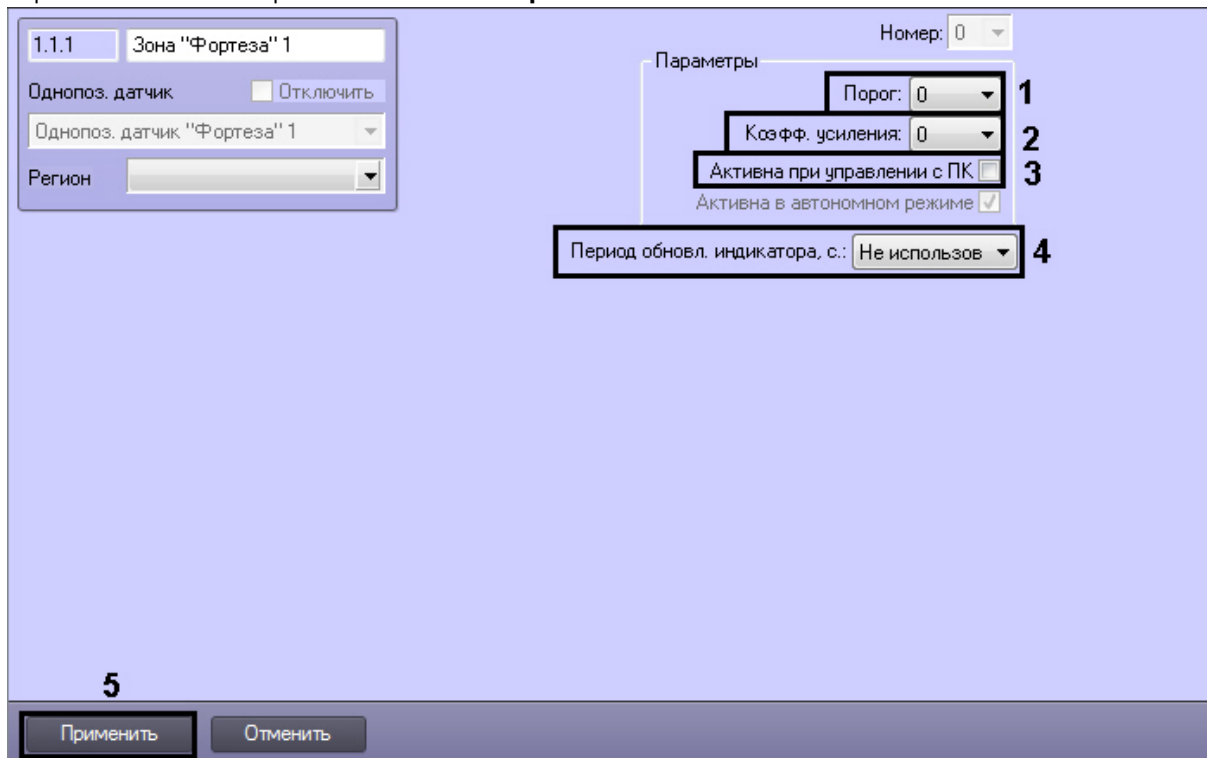 1.1.1 Зона "Фортеза" 1
Однопоз. датчик Отключить
Однопоз. датчик "Фортеза" 1
Регион
Номер: 0
Параметры
Порог: 0 1
Коэфф. усиления: 0 2
Активна при управлении с ПК 3
Активна в автономном режиме
Период обновл. индикатора, с.: Не использов 4
5
Применить Отменить